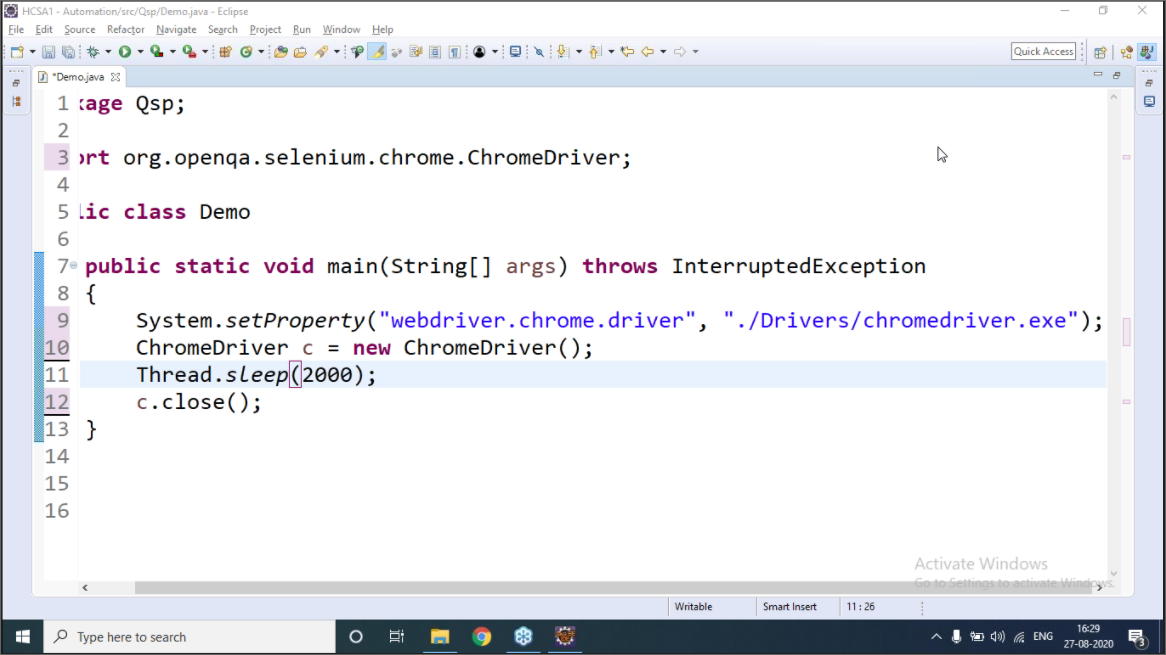 HCSA1 - Automation/src/Qsp/Demo.java - Eclipse
File Edit Source Refactor Navigate Search Project Run Window Help
Quick Access
*Demo.java
1 kage Qsp;
2
3 ort org.openqa.selenium.chrome.ChromeDriver;
4
5 lic class Demo
6
7 public static void main(String[] args) throws InterruptedException
8 {
9 System.setProperty("webdriver.chrome.driver", "./Drivers/chromedriver.exe");
10 ChromeDriver c = new ChromeDriver();
11 Thread.sleep(2000);
12 c.close();
13 }
14
15
16
Activate Windows
Go to Settings to activate Windows.
Writable Smart Insert 11 : 26
Type here to search
ENG
16:29
27-08-2020
3